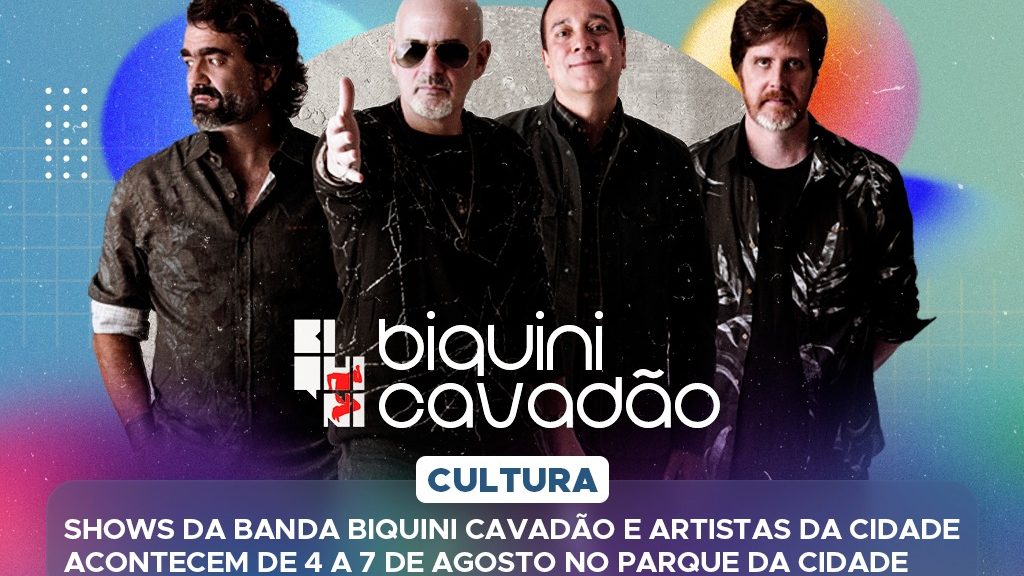 biquini
cavadão
CULTURA
SHOWS DA BANDA BIQUINI CAVADÃO E ARTISTAS DA CIDADE
ACONTECEM DE 4 A 7 DE AGOSTO NO PARQUE DA CIDADE